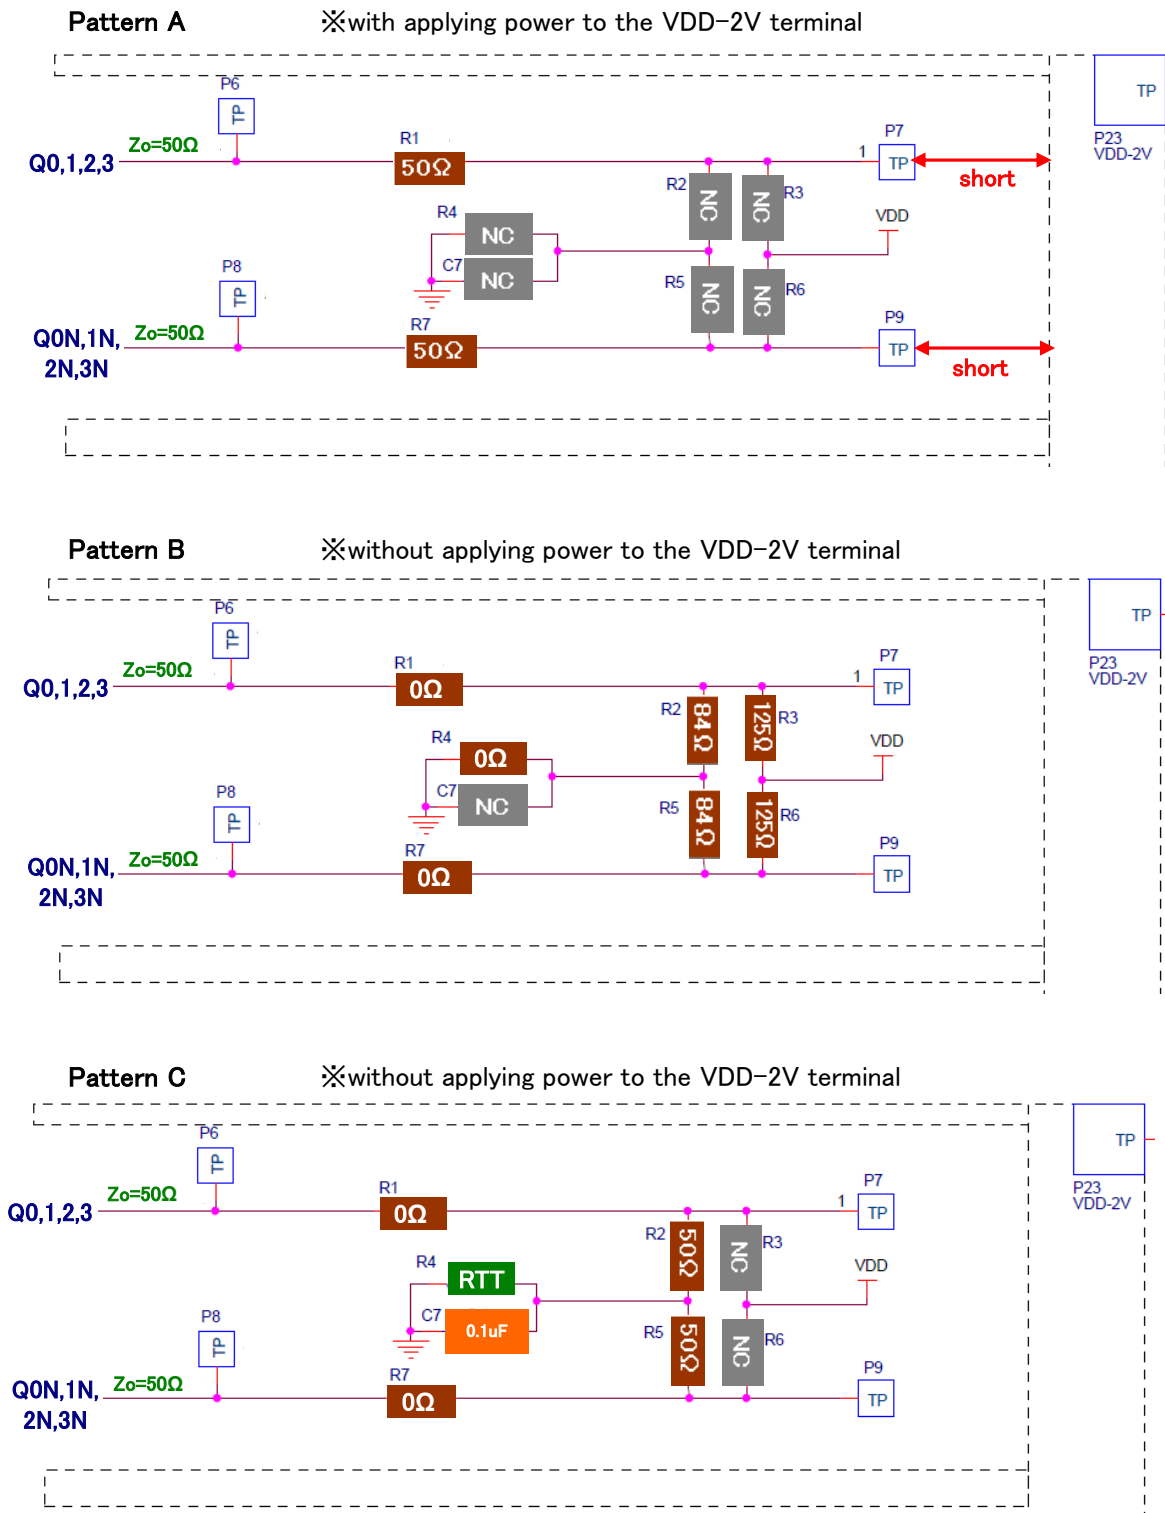 Pattern A ※with applying power to the VDD-2V terminal
P6
TP
TP
P23
VDD-2V
Q0,1,2,3
Zo=50Ω
R1
50Ω
1
P7
TP
short
R2
NC
R3
NC
R4
NC
VDD
C7
NC
P8
TP
R5
NC
R6
NC
Q0N,1N,
2N,3N
Zo=50Ω
R7
50Ω
P9
TP
short
Pattern B ※without applying power to the VDD-2V terminal
P6
TP
TP
P23
VDD-2V
Q0,1,2,3
Zo=50Ω
R1
0Ω
1
P7
TP
R2
84Ω
R3
125Ω
R4
0Ω
VDD
C7
NC
P8
TP
R5
84Ω
R6
125Ω
Q0N,1N,
2N,3N
Zo=50Ω
R7
0Ω
P9
TP
Pattern C ※without applying power to the VDD-2V terminal
P6
TP
TP
P23
VDD-2V
Q0,1,2,3
Zo=50Ω
R1
0Ω
1
P7
TP
R2
50Ω
R3
NC
R4
RTT
VDD
C7
0.1uF
P8
TP
R5
50Ω
R6
NC
Q0N,1N,
2N,3N
Zo=50Ω
R7
0Ω
P9
TP